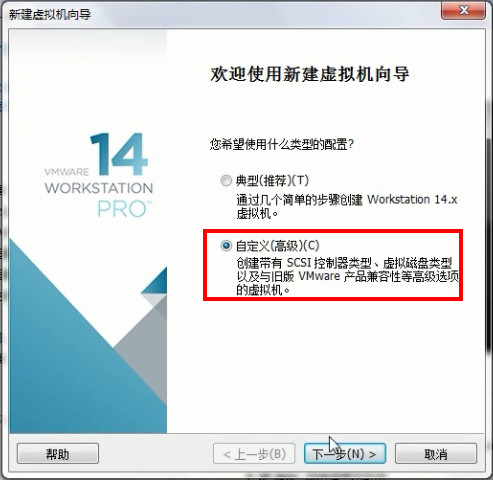 新建虚拟机向导
欢迎使用新建虚拟机向导
您希望使用什么类型的配置?
14
VMWARE
WORKSTATION
PRO™
典型(推荐)(T)
通过几个简单的步骤创建 Workstation 14.x
虚拟机。
自定义(高级)(C)
创建带有 SCSI 控制器类型、虚拟磁盘类型
以及与旧版 VMware 产品兼容性等高级选项
的虚拟机。
帮助
< 上一步(B)
下一步(N) >
取消